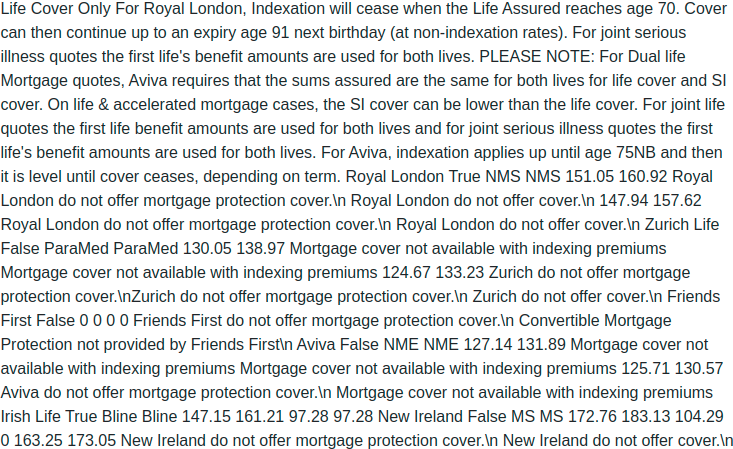 Life Cover Only For Royal London, Indexation will cease when the Life Assured reaches age 70. Cover
can then continue up to an expiry age 91 next birthday (at non-indexation rates). For joint serious
illness quotes the first life's benefit amounts are used for both lives. PLEASE NOTE: For Dual life
Mortgage quotes, Aviva requires that the sums assured are the same for both lives for life cover and SI
cover. On life & accelerated mortgage cases, the SI cover can be lower than the life cover. For joint life
quotes the first life benefit amounts are used for both lives and for joint serious illness quotes the first
life's benefit amounts are used for both lives. For Aviva, indexation applies up until age 75NB and then
it is level until cover ceases, depending on term. Royal London True NMS NMS 151.05 160.92 Royal
London do not offer mortgage protection cover.\n Royal London do not offer cover.\n 147.94 157.62
Royal London do not offer mortgage protection cover.\n Royal London do not offer cover.\n Zurich Life
False ParaMed ParaMed 130.05 138.97 Mortgage cover not available with indexing premiums
Mortgage cover not available with indexing premiums 124.67 133.23 Zurich do not offer mortgage
protection cover.\nZurich do not offer mortgage protection cover.\n Zurich do not offer cover.\n Friends
First False 0 0 0 0 Friends First do not offer mortgage protection cover.\n Convertible Mortgage
Protection not provided by Friends First\n Aviva False NME NME 127.14 131.89 Mortgage cover not
available with indexing premiums Mortgage cover not available with indexing premiums 125.71 130.57
Aviva do not offer mortgage protection cover.\n Mortgage cover not available with indexing premiums
Irish Life True Bline Bline 147.15 161.21 97.28 97.28 New Ireland False MS MS 172.76 183.13 104.29
0 163.25 173.05 New Ireland do not offer mortgage protection cover.\n New Ireland do not offer cover.\n